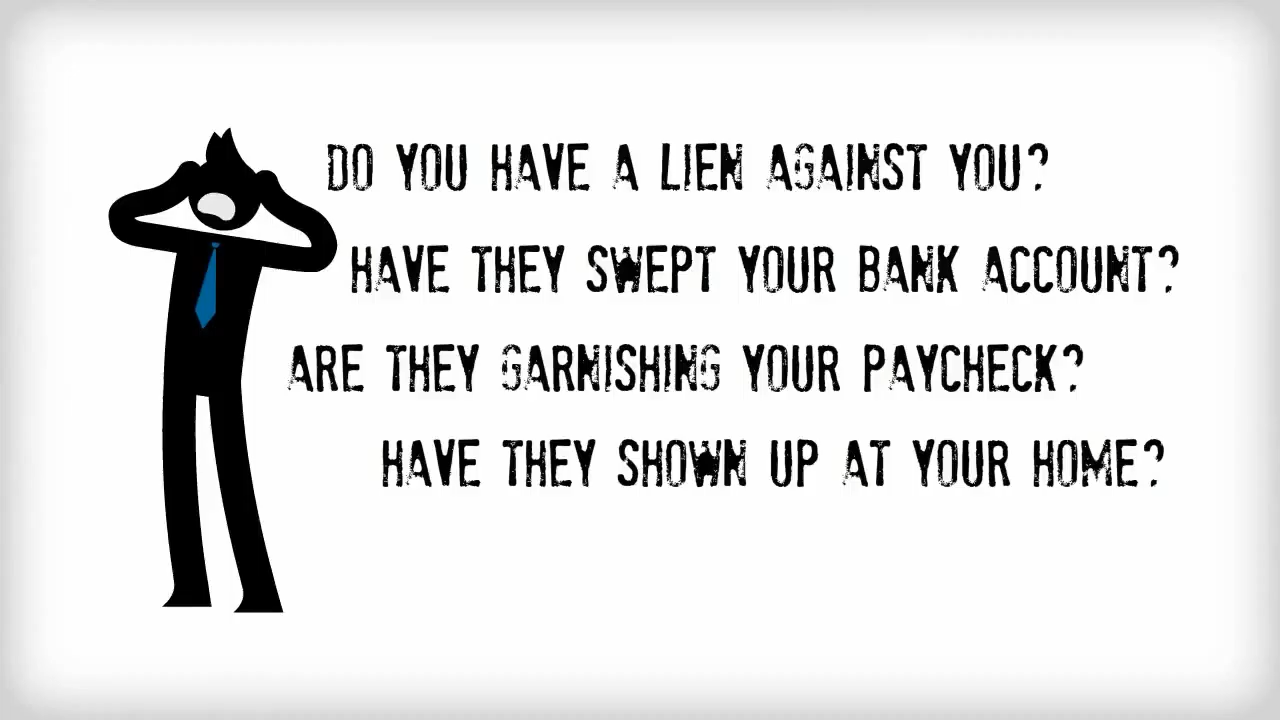 DO YOU HAVE A LIEN AGAINST YOU?
HAVE THEY SWEPT YOUR BANK ACCOUNT?
ARE THEY GARNISHING YOUR PAYCHECK?
HAVE THEY SHOWN UP AT YOUR HOME?